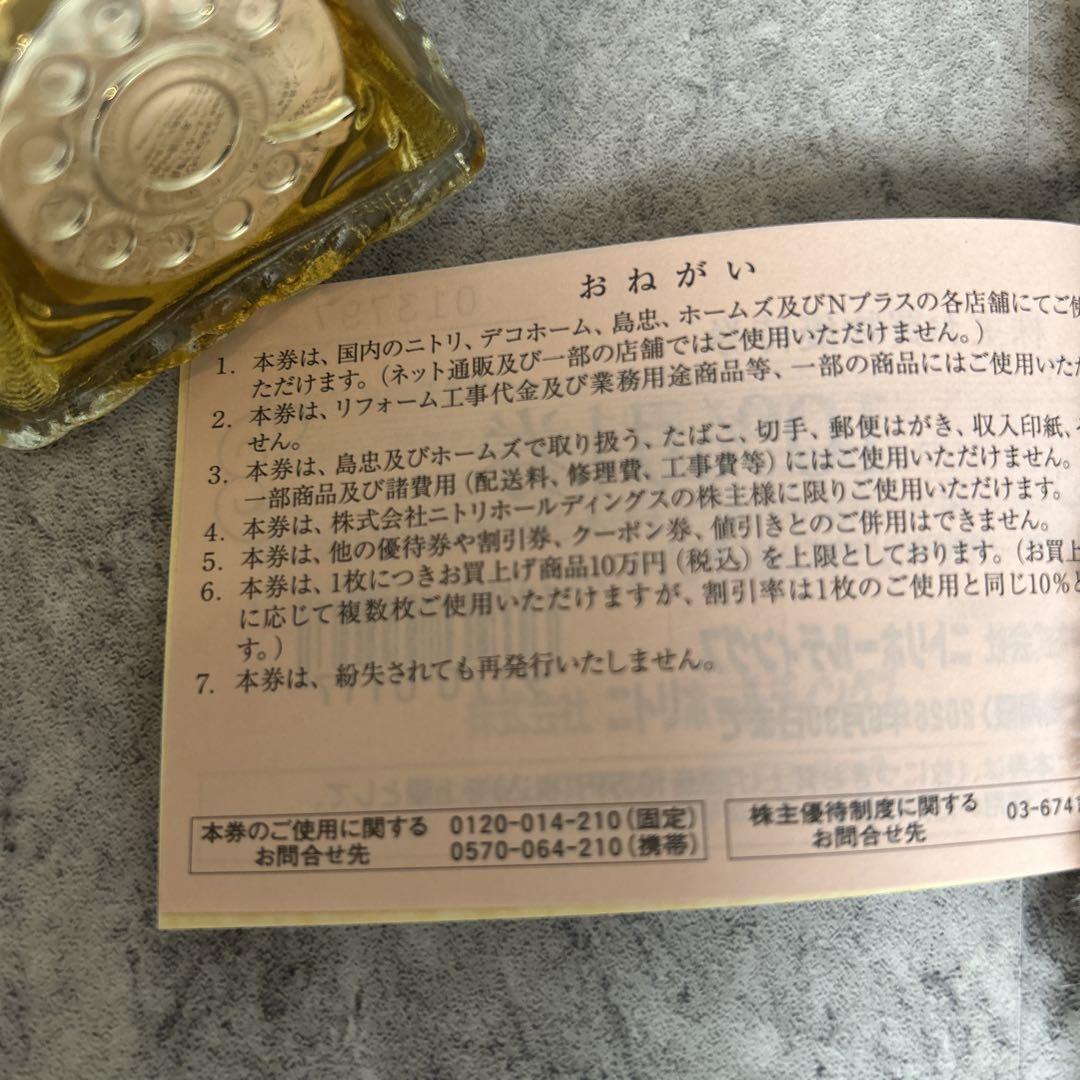 おねがい
1. 本券は、国内のニトリ、デコホーム、島忠、ホームズ及びNプラスの各店舗にてご使
ただけます。(ネット通販及び一部の店舗ではご使用いただけません。)
2. 本券は、リフォーム工事代金及び業務用途商品等、一部の商品にはご使用いただ
せん。
3. 本券は、島忠及びホームズで取り扱う、たばこ、切手、郵便はがき、収入印紙、
一部商品及び諸費用(配送料、修理費、工事費等)にはご使用いただけません。
4. 本券は、株式会社ニトリホールディングスの株主様に限りご使用いただけます。
5. 本券は、他の優待券や割引券、クーポン券、値引きとのご併用はできません。
6. 本券は、1枚につきお買上げ商品10万円(税込)を上限としております。(お買上
に応じて複数枚ご使用いただけますが、割引率は1枚のご使用と同じ10%と
す。)
7. 本券は、紛失されても再発行いたしません。
本券のご使用に関する 0120-014-210(固定)
お問合せ先 0570-064-210(携帯)
株主優待制度に関する 03-6741
お問合せ先